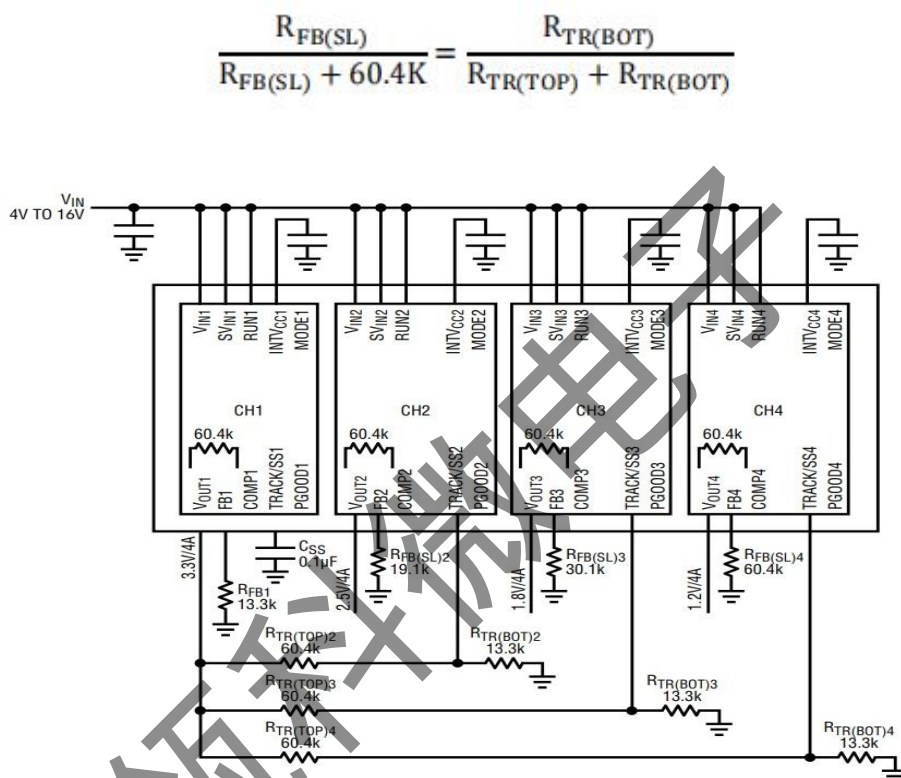 R_FB(SL) / (R_FB(SL) + 60.4K) = R_TR(BOT) / (R_TR(TOP) + R_TR(BOT))
V_IN
4V TO 16V
V_IN1 SV_IN1 RUN1 INTV_CC1 MODE1
V_IN2 SV_IN2 RUN2 INTV_CC2 MODE2
V_IN3 SV_IN3 RUN3 INTV_CC3 MODE3
V_IN4 SV_IN4 RUN4 INTV_CC4 MODE4
CH1
CH2
CH3
CH4
60.4k
60.4k
60.4k
60.4k
V_OUT1 FB1 COMP1 TRACK/SS1 PGOOD1
V_OUT2 FB2 COMP2 TRACK/SS2 PGOOD2
V_OUT3 FB3 COMP3 TRACK/SS3 PGOOD3
V_OUT4 FB4 COMP4 TRACK/SS4 PGOOD4
3.3V/4A
C_SS
0.1µF
R_FB1
13.3k
2.5V/4A
R_FB(SL)2
19.1k
1.8V/4A
R_FB(SL)3
30.1k
1.2V/4A
R_FB(SL)4
60.4k
R_TR(TOP)2
60.4k
R_TR(BOT)2
13.3k
R_TR(TOP)3
60.4k
R_TR(BOT)3
13.3k
R_TR(TOP)4
60.4k
R_TR(BOT)4
13.3k
科微电子